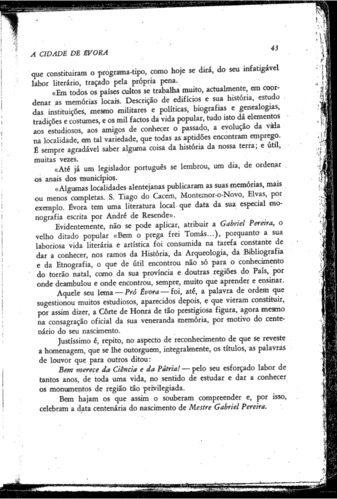 A CIDADE DE EVORA 43
que constituiram o programa-tipo, como hoje se dirá, do seu infatigável
labor literário, traçado pela própria pena.
«Em todos os países cultos se trabalha muito, actualmente, em coor-
denar as memórias locais. Descrição de edifícios e sua história, estudo
das instituições, mesmo militares e políticas, biografias e genealogias,
tradições e costumes, e os mil factos da vida popular, tudo isto dá elementos
aos estudiosos, aos amigos de conhecer o passado, a evolução da vida
na localidade, em tal variedade, que todas as aptidões encontram emprego.
É sempre agradável saber alguma coisa da história da nossa terra; e útil,
muitas vezes.
«Até já um legislador português se lembrou, um dia, de ordenar
os anais dos municípios.
«Algumas localidades alentejanas publicaram as suas memórias, mais
ou menos completas. S. Tiago do Cacem, Montemor-o-Novo, Elvas, por
exemplo. Évora tem uma literatura local que data da sua especial mo-
nografia escrita por André de Resende».
Evidentemente, não se pode aplicar, atribuir a Gabriel Pereira, o
velho ditado popular «Bem o prega frei Tomás...), porquanto a sua
laboriosa vida literária e artística foi consumida na tarefa constante de
dar a conhecer, nos ramos da História, da Arqueologia, da Bibliografia
e da Etnografia, o que de útil encontrou não só para o conhecimento
do torrão natal, como da sua província e doutras regiões do País, por
onde deambulou e onde encontrou, sempre, muito que aprender e ensinar.
Aquele seu lema — Pró Évora — foi, até, a palavra de ordem que
sugestionou muitos estudiosos, aparecidos depois, e que vieram constituir,
por assim dizer, a Côrte de Honra de tão prestigiosa figura, agora mesmo
na consagração oficial da sua veneranda memória, por motivo do cente-
nário do seu nascimento.
Justíssimo é, repito, no aspecto de reconhecimento de que se reveste
a homenagem, que se lhe outorguem, integralmente, os títulos, as palavras
de louvor que para outros ditou:
Bem merece da Ciência e da Pátria! — pelo seu esforçado labor de
tantos anos, de toda uma vida, no sentido de estudar e dar a conhecer
os monumentos de região tão privilegiada.
Bem hajam os que assim o souberam compreender e, por isso,
celebram a data centenária do nascimento de Mestre Gabriel Pereira.